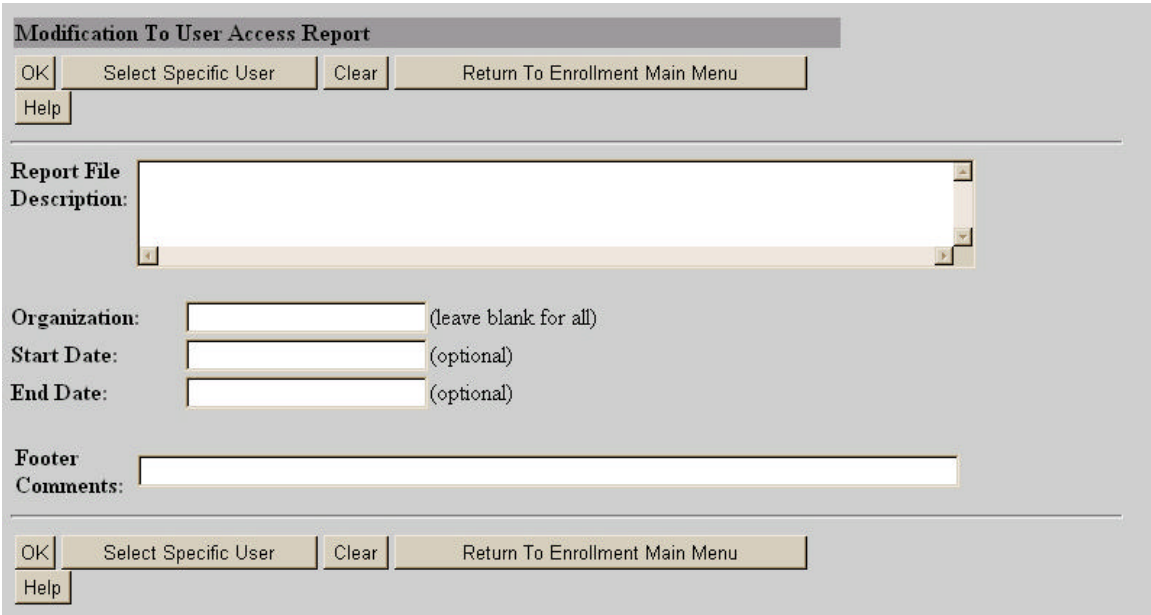 Modification To User Access Report
OK Select Specific User Clear Return To Enrollment Main Menu
Help
Report File
Description:
Organization: (leave blank for all)
Start Date: (optional)
End Date: (optional)
Footer
Comments:
OK Select Specific User Clear Return To Enrollment Main Menu
Help